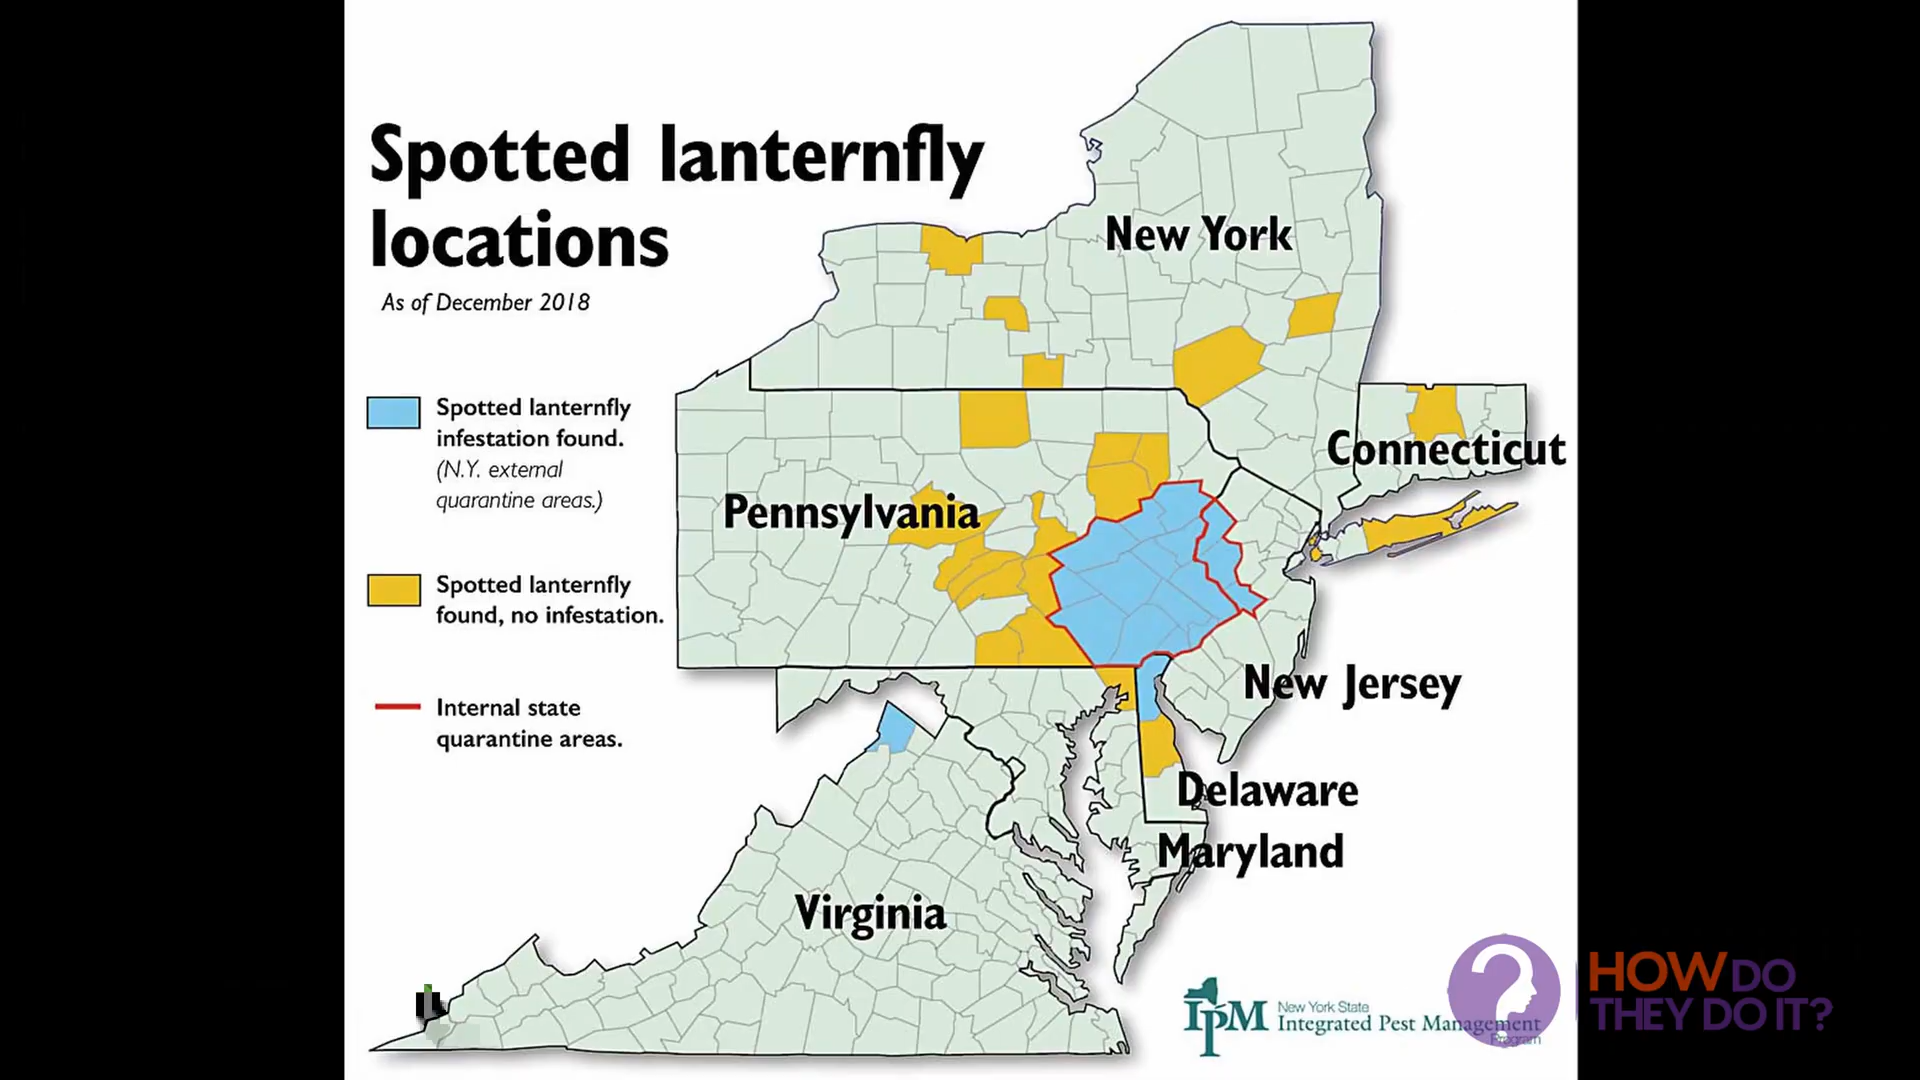 Spotted lanternfly
locations
As of December 2018
Spotted lanternfly
infestation found.
(N.Y. external
quarantine areas.)
Spotted lanternfly
found, no infestation.
Internal state
quarantine areas.
New York
Connecticut
Pennsylvania
New Jersey
Delaware
Maryland
Virginia
IPM
New York State
Integrated Pest Management
Program
HOW DO
THEY DO IT?